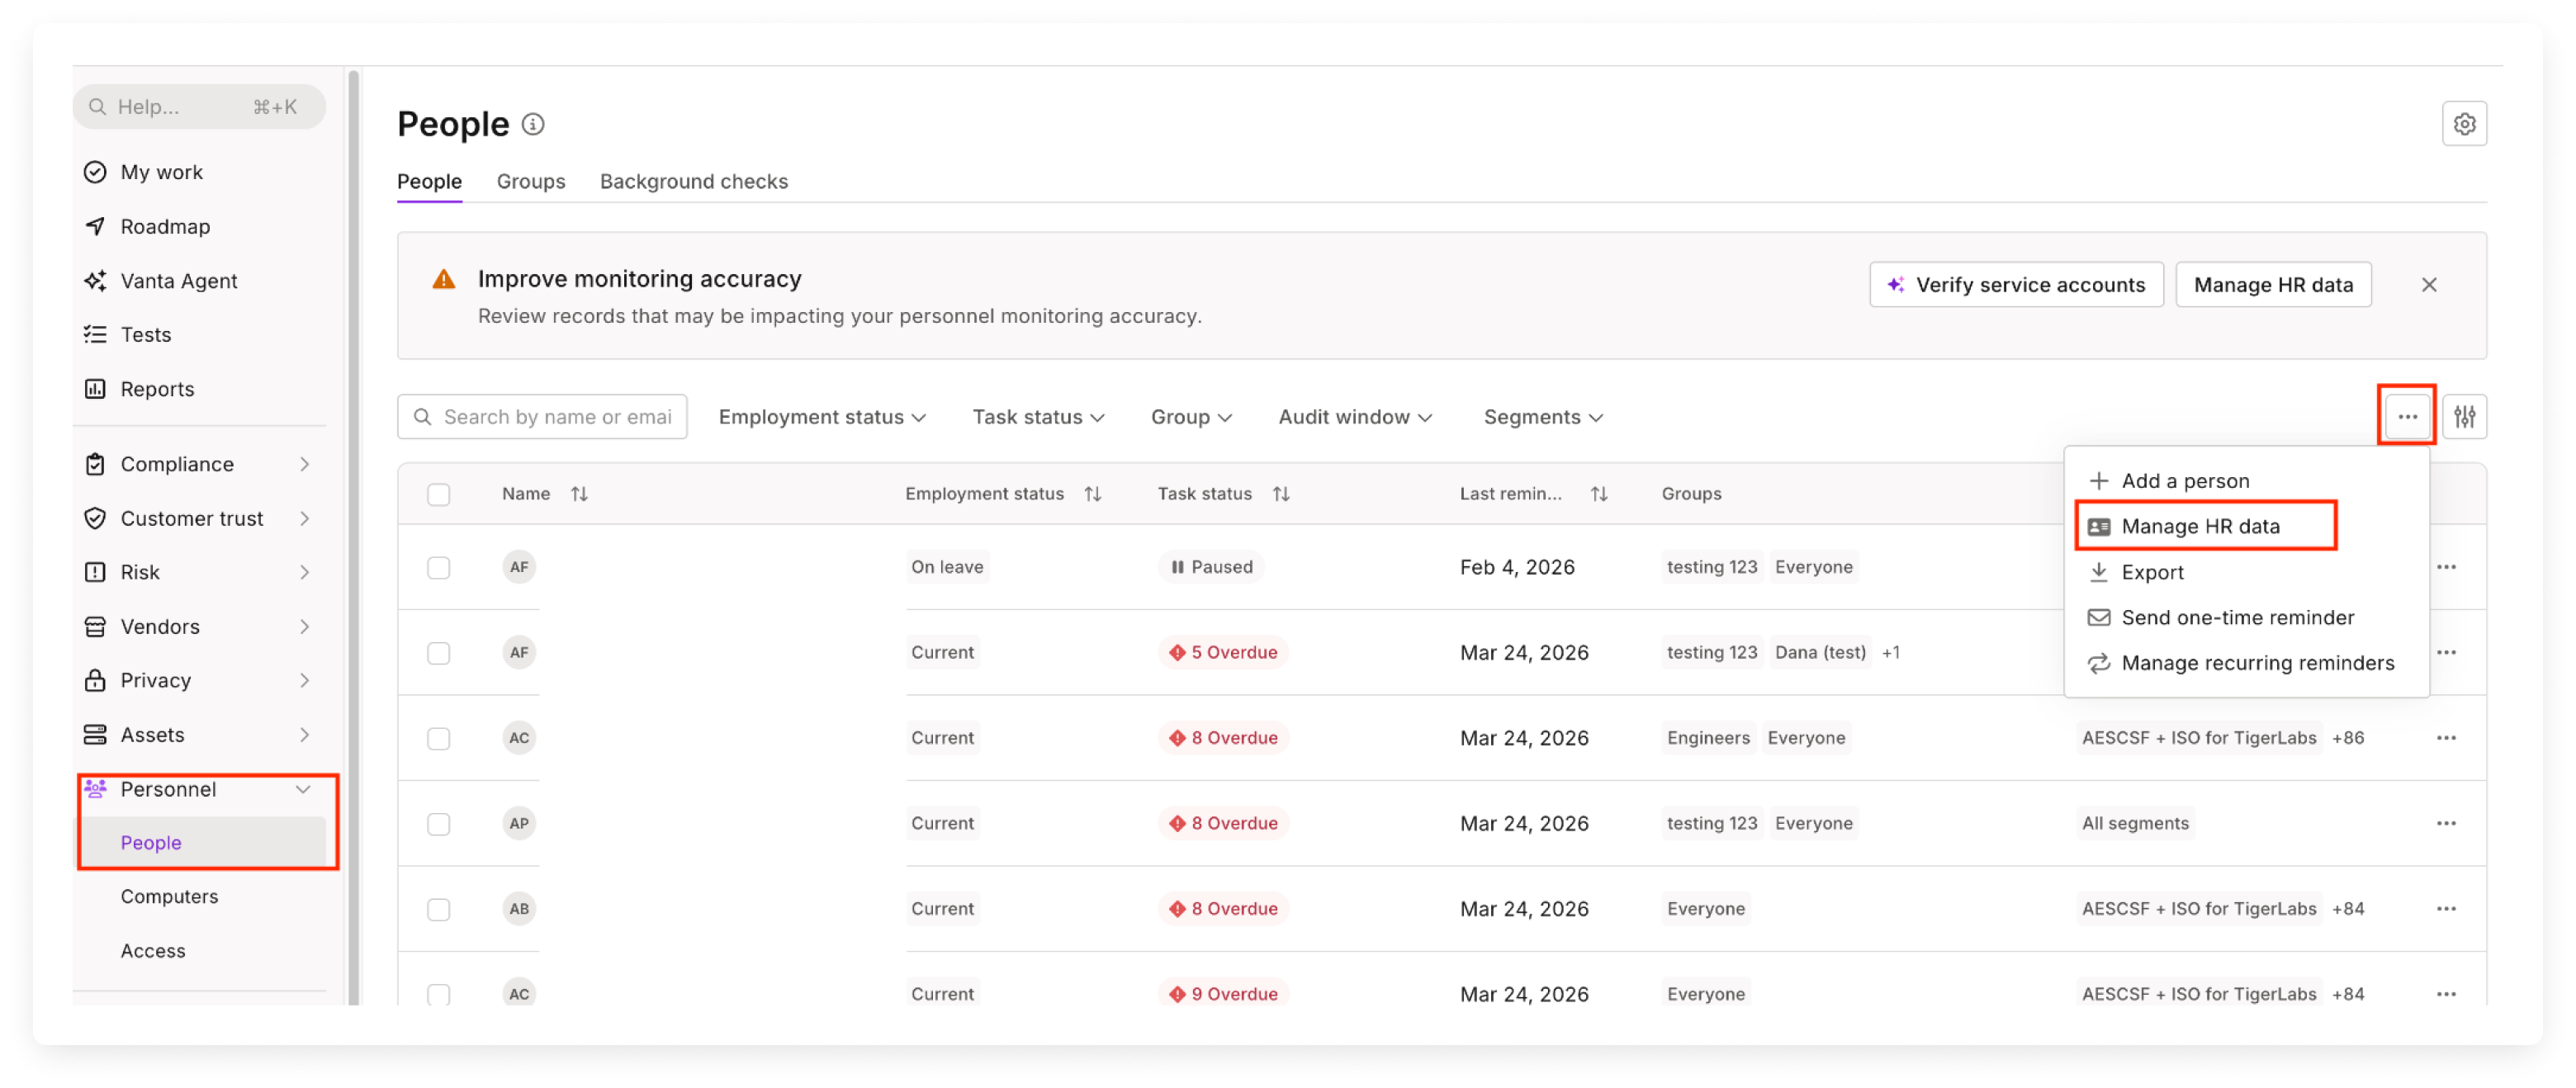 Help... ⌘+K
My work
Roadmap
Vanta Agent
Tests
Reports
Compliance
Customer trust
Risk
Vendors
Privacy
Assets
Personnel
People
Computers
Access
People
People Groups Background checks
Improve monitoring accuracy
Review records that may be impacting your personnel monitoring accuracy.
Verify service accounts Manage HR data
Search by name or emai Employment status Task status Group Audit window Segments
Add a person
Manage HR data
Export
Send one-time reminder
Manage recurring reminders
Name Employment status Task status Last remin... Groups
AF On leave Paused Feb 4, 2026 testing 123 Everyone
AF Current 5 Overdue Mar 24, 2026 testing 123 Dana (test) +1
AC Current 8 Overdue Mar 24, 2026 Engineers Everyone AESCSF + ISO for TigerLabs +86
AP Current 8 Overdue Mar 24, 2026 testing 123 Everyone All segments
AB Current 8 Overdue Mar 24, 2026 Everyone AESCSF + ISO for TigerLabs +84
AC Current 9 Overdue Mar 24, 2026 Everyone AESCSF + ISO for TigerLabs +84